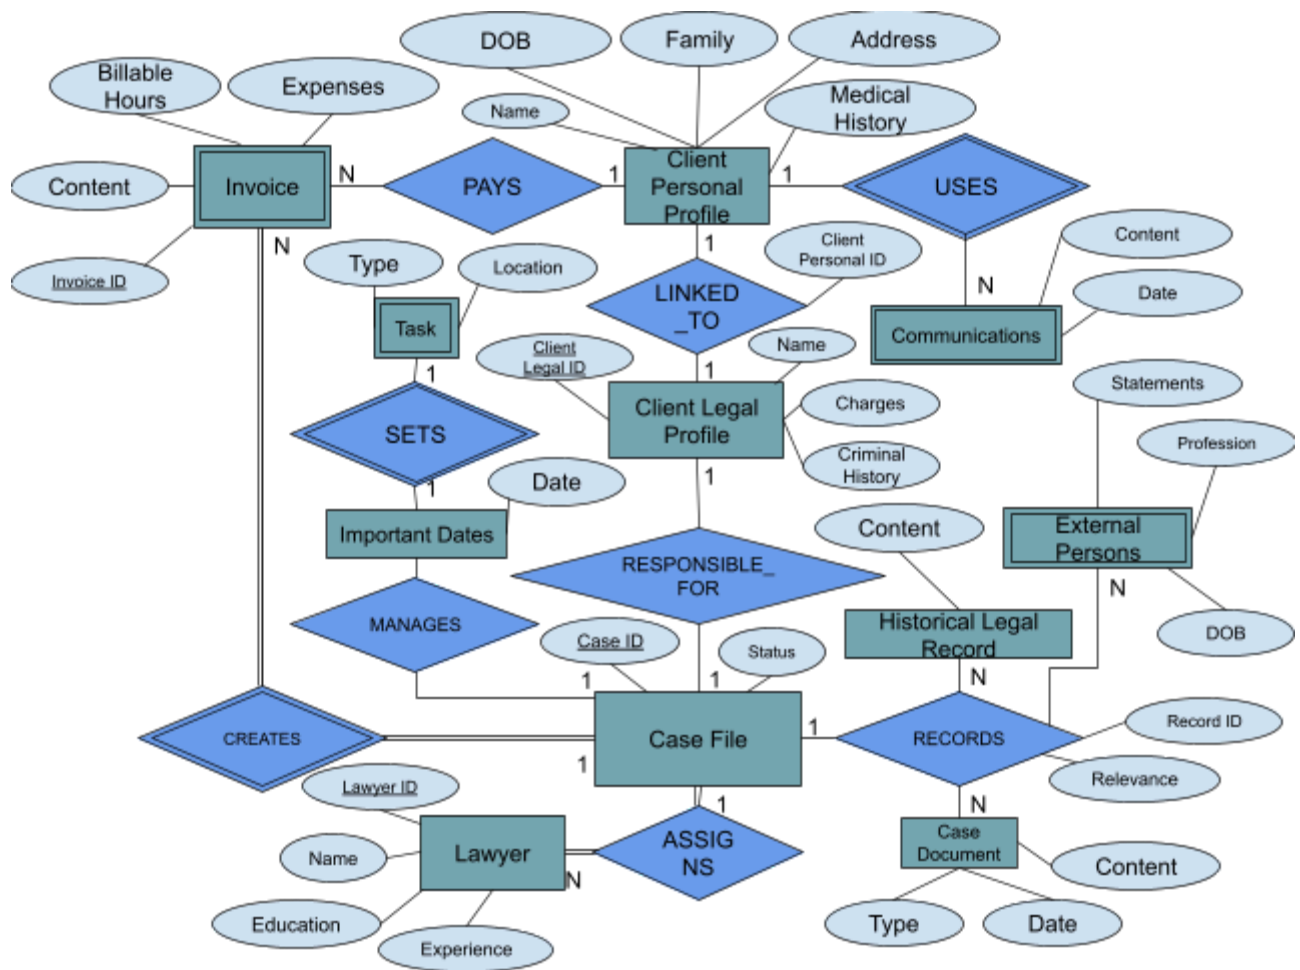 DOB
Family
Address
Billable
Hours
Expenses
Name
Medical
History
Content
Invoice
N
PAYS
1
Client
Personal
Profile
1
USES
Invoice ID
N
Type
Location
1
Client
Personal ID
Content
Task
LINKED
_TO
N
Date
Communications
1
Client
Legal ID
1
Name
SETS
Client Legal
Profile
Charges
Statements
1
1
Criminal
History
Profession
Date
Important Dates
Content
External
Persons
RESPONSIBLE_
FOR
N
MANAGES
Historical Legal
Record
DOB
Case ID
Status
1
1
N
CREATES
Case File
1
RECORDS
Record ID
1
Relevance
Lawyer ID
1
N
Name
Lawyer
N
ASSIG
NS
Case
Document
Content
Education
Experience
Type
Date